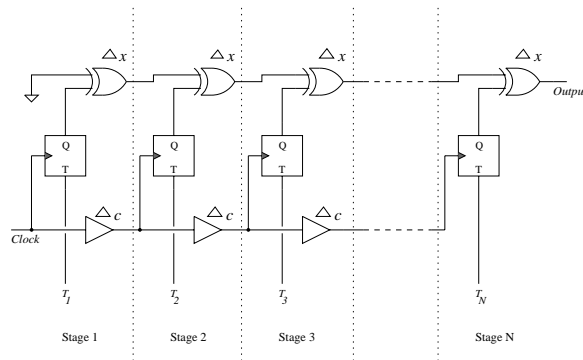 △x △x △x △x
Output
Q Q Q Q
T T T T
△c △c △c
Clock
T1 T2 T3 TN
Stage 1 Stage 2 Stage 3 Stage N